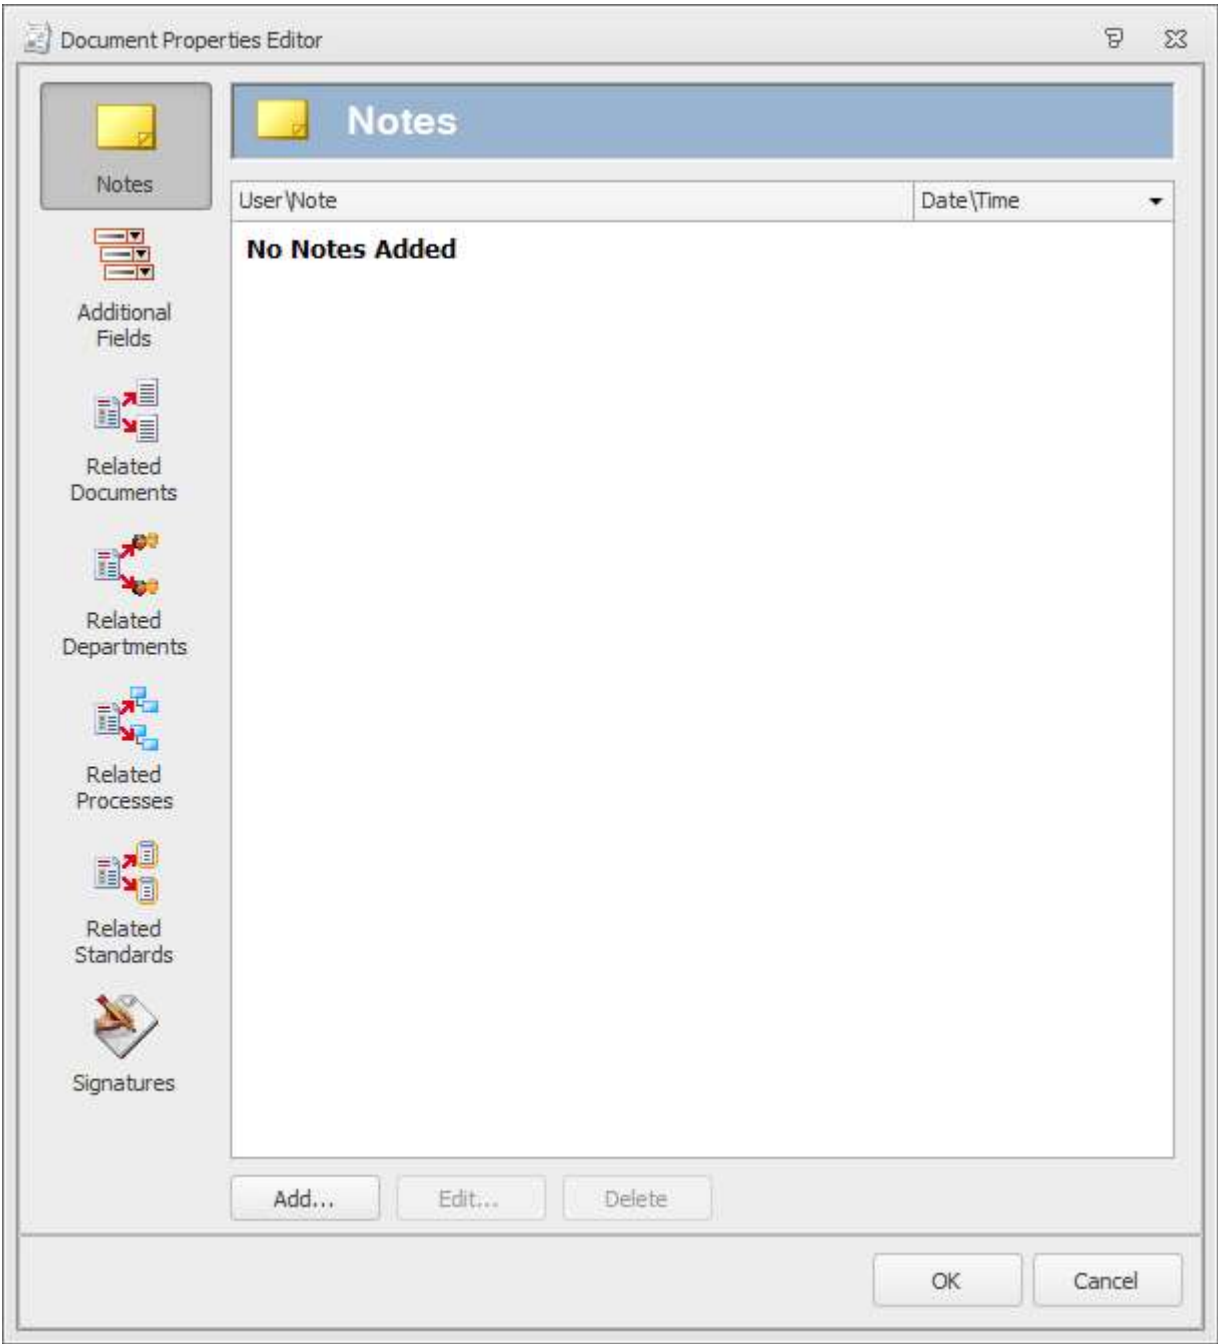 Document Properties Editor
Notes
Notes
User\Note Date\Time
No Notes Added
Additional
Fields
Related
Documents
Related
Departments
Related
Processes
Related
Standards
Signatures
Add... Edit... Delete
OK Cancel